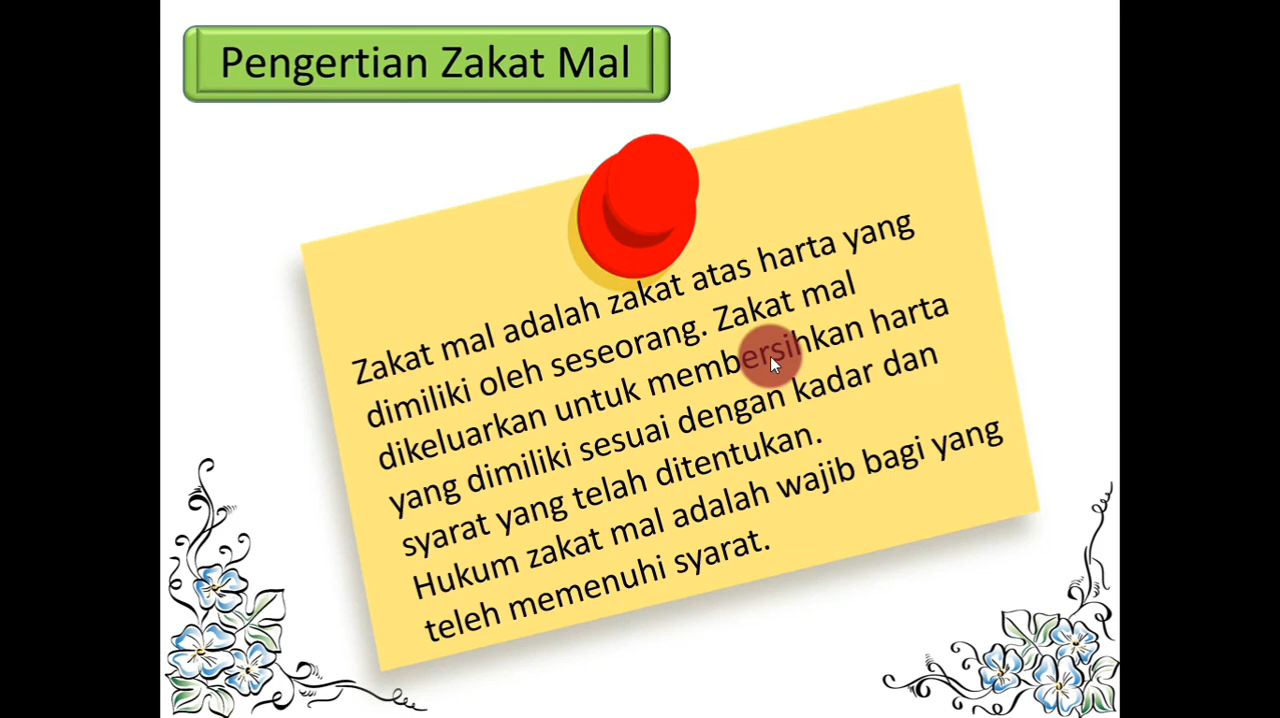 Pengertian Zakat Mal
Zakat mal adalah zakat atas harta yang
dimiliki oleh seseorang. Zakat mal
dikeluarkan untuk membersihkan harta
yang dimiliki sesuai dengan kadar dan
syarat yang telah ditentukan.
Hukum zakat mal adalah wajib bagi yang
teleh memenuhi syarat.